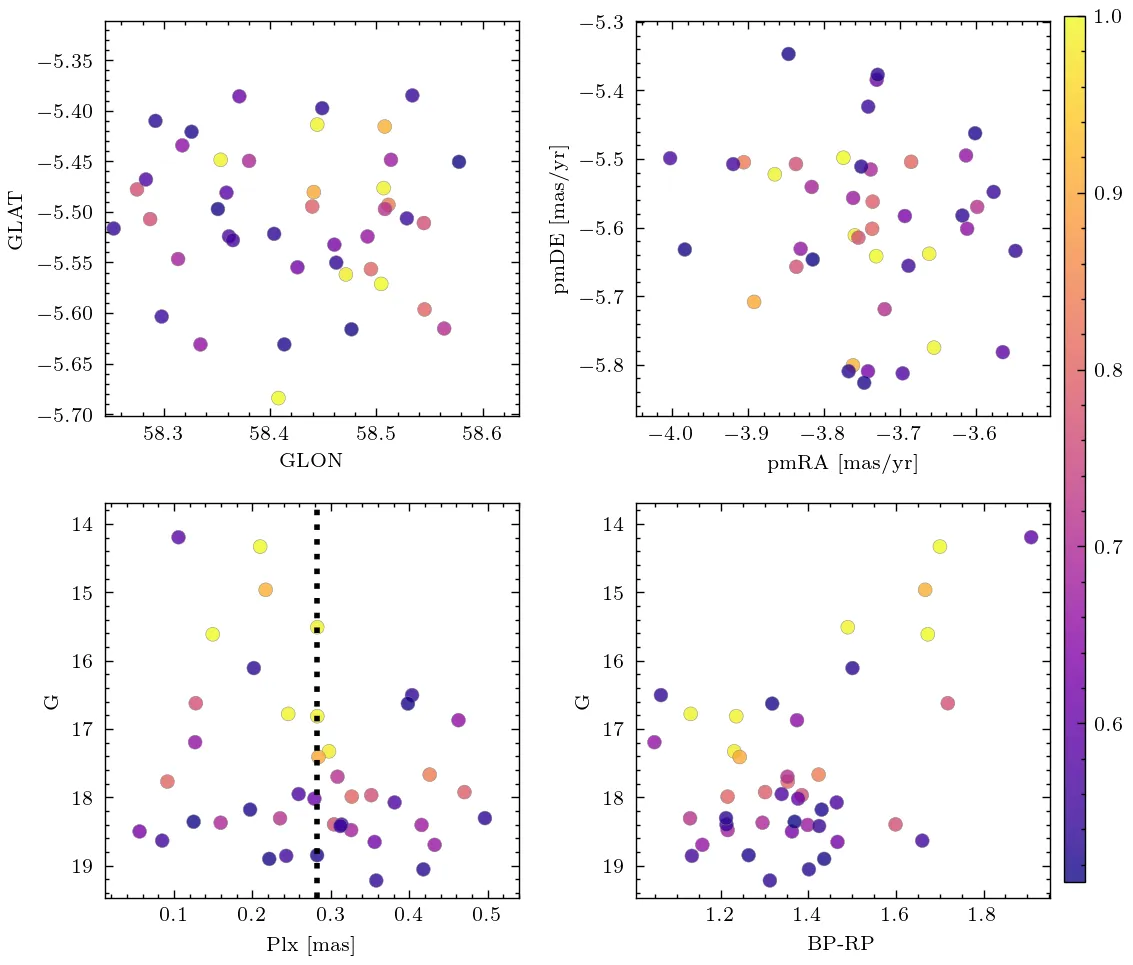 −5.35
−5.40
−5.45
−5.50
−5.55
−5.60
−5.65
−5.70
GLAT
58.3 58.4 58.5 58.6
GLON
−5.3
−5.4
−5.5
−5.6
−5.7
−5.8
pmDE [mas/yr]
−4.0 −3.9 −3.8 −3.7 −3.6
pmRA [mas/yr]
1.0
0.9
0.8
0.7
0.6
14
15
16
17
18
19
G
0.1 0.2 0.3 0.4 0.5
Plx [mas]
14
15
16
17
18
19
G
1.2 1.4 1.6 1.8
BP-RP